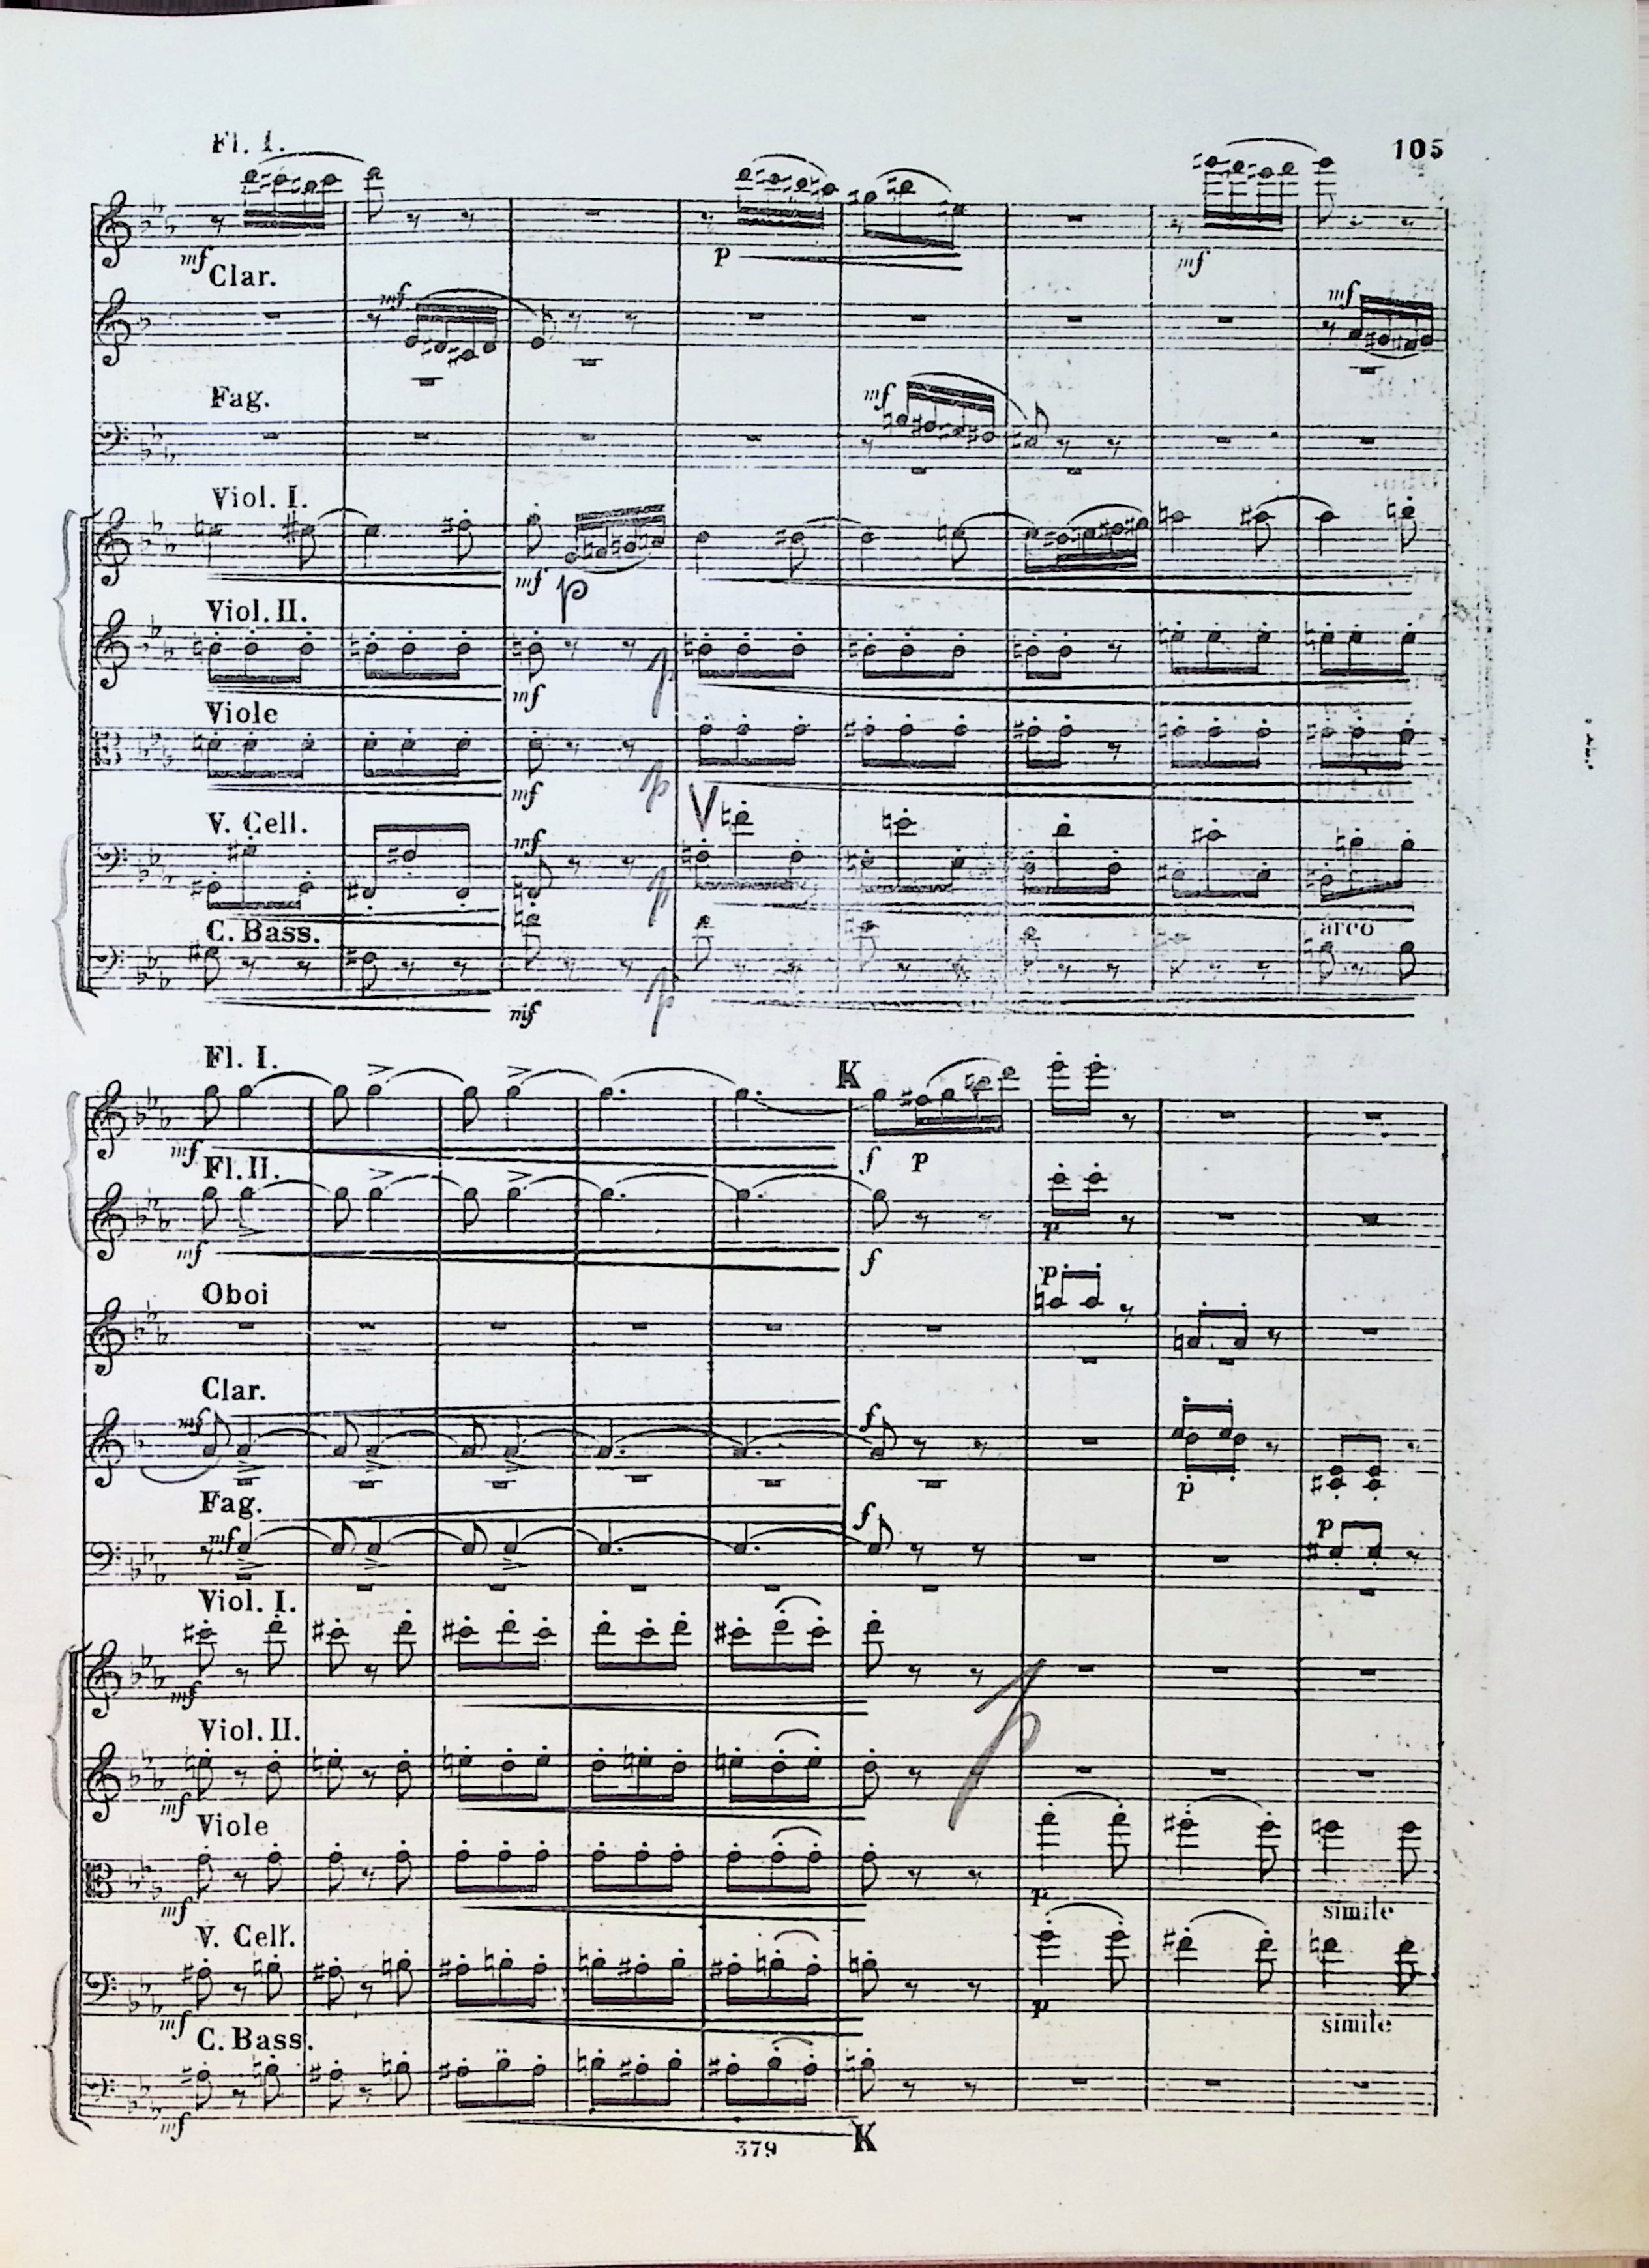 Fl. I.
105
mf
p
mf
Clar.
mf
mf
Fag.
mf
Viol. I.
mf
p
Viol. II.
mf
p
Viole
mf
p
V. Cell.
mf
p
C. Bass.
arco
mf
p
Fl. I.
K
mf
f
p
Fl. II.
mf
f
p
Oboi
p
Clar.
mf
f
p
Fag.
mf
f
p
Viol. I.
mf
p
Viol. II.
mf
Viole
mf
p
simile
V. Cell.
mf
p
simile
C. Bass.
mf
379
K